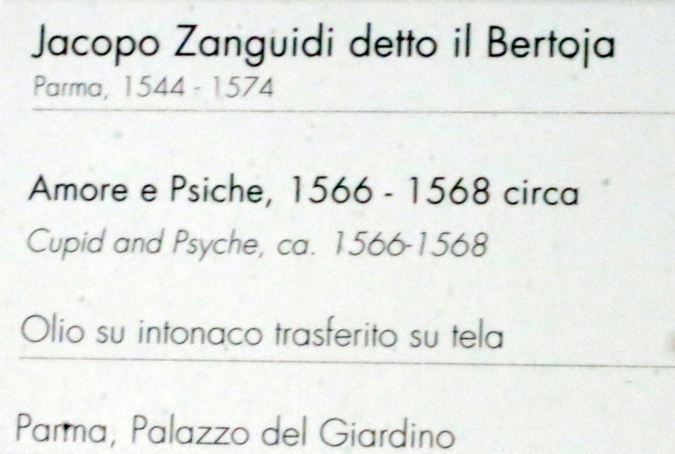 Jacopo Zanguidi detto il Bertoja
Parma, 1544 - 1574
Amore e Psiche, 1566 - 1568 circa
Cupid and Psyche, ca. 1566-1568
Olio su intonaco trasferito su tela
Parma, Palazzo del Giardino